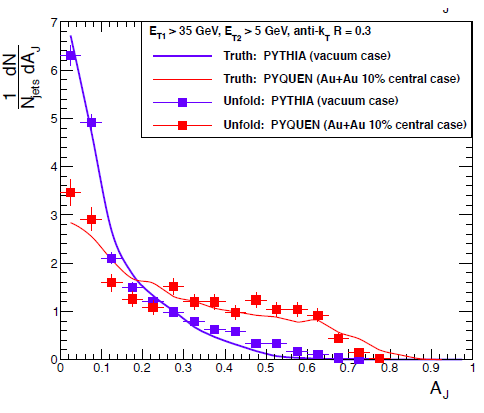 J
E_T1 > 35 GeV, E_T2 > 5 GeV, anti-k_T R = 0.3
Truth: PYTHIA (vacuum case)
Truth: PYQUEN (Au+Au 10% central case)
Unfold: PYTHIA (vacuum case)
Unfold: PYQUEN (Au+Au 10% central case)
1 dN
N_jets dA_J
7
6
5
4
3
2
1
0
0 0.1 0.2 0.3 0.4 0.5 0.6 0.7 0.8 0.9 1
A_J